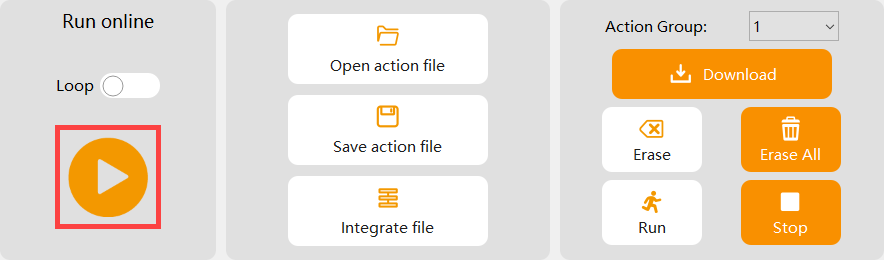 Run online
Loop
Open action file
Save action file
Integrate file
Action Group: 1
Download
Erase
Erase All
Run
Stop